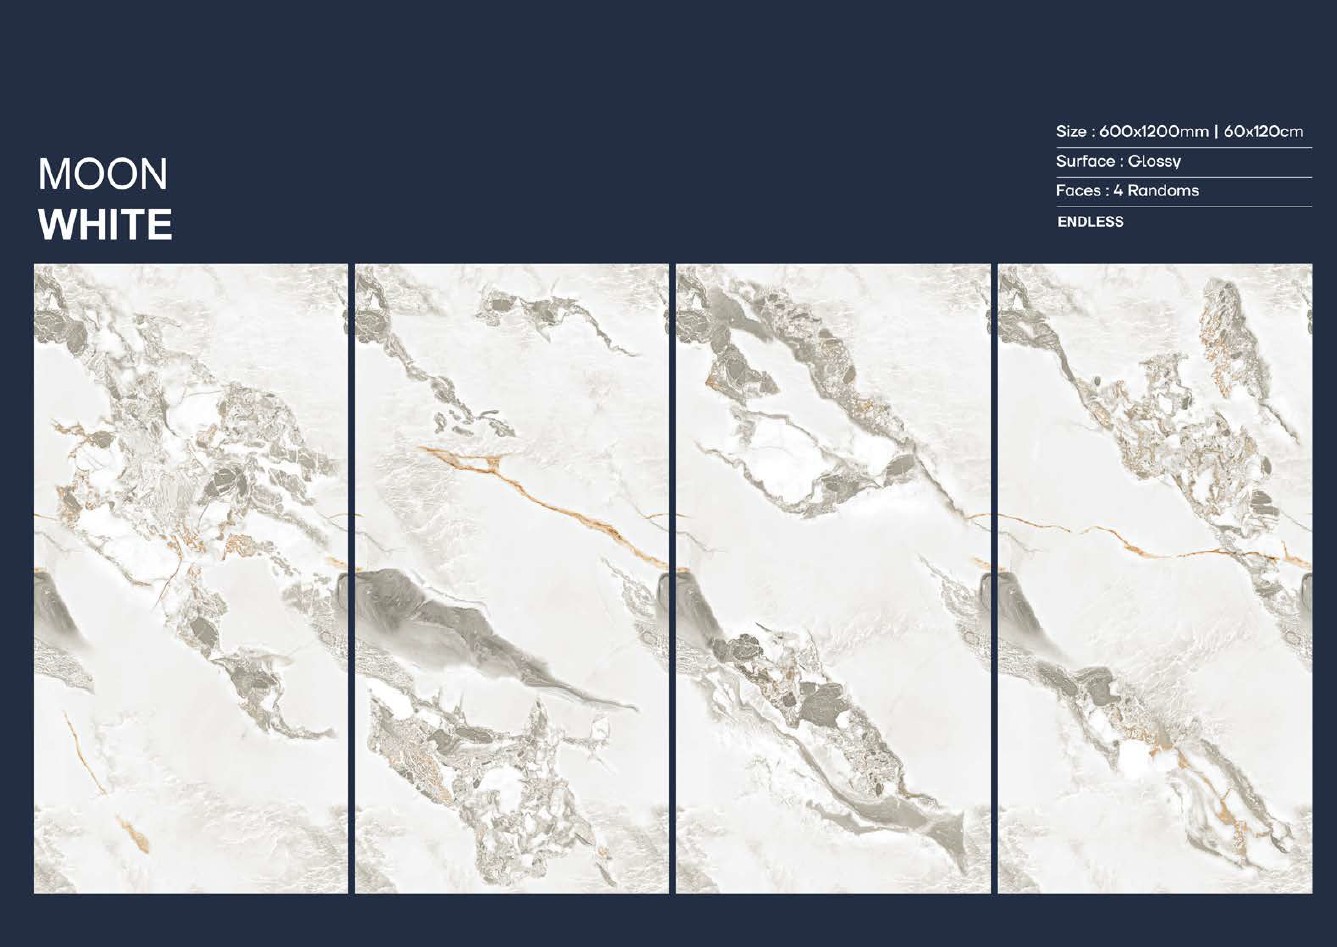 MOON
WHITE
Size : 600x1200mm | 60x120cm
Surface : Glossy
Faces : 4 Randoms
ENDLESS